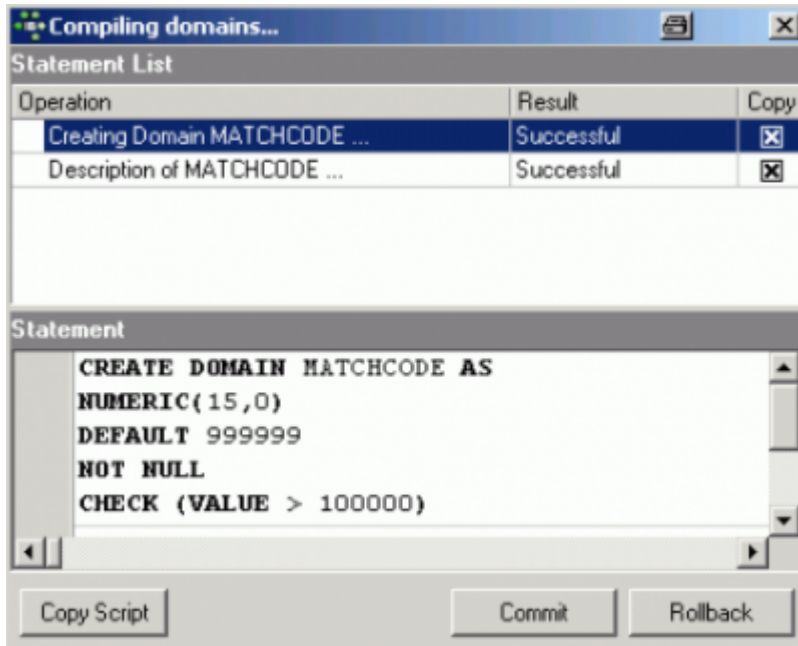 Compiling domains...
Statement List
Operation Result Copy
Creating Domain MATCHCODE ... Successful
Description of MATCHCODE ... Successful
Statement
CREATE DOMAIN MATCHCODE AS
NUMERIC(15,0)
DEFAULT 999999
NOT NULL
CHECK (VALUE > 100000)
Copy Script Commit Rollback